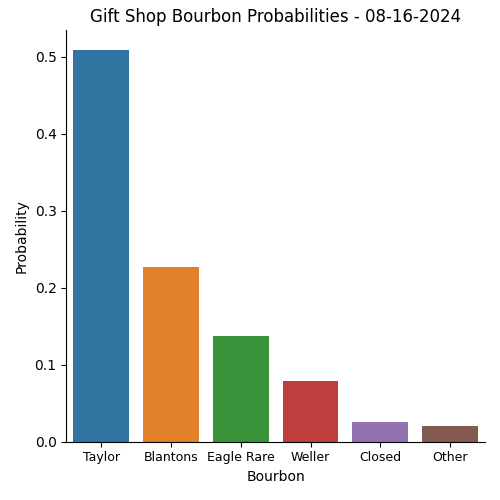 Gift Shop Bourbon Probabilities - 08-16-2024
0.5
0.4
0.3
0.2
0.1
0.0
Probability
Taylor Blantons Eagle Rare Weller Closed Other
Bourbon